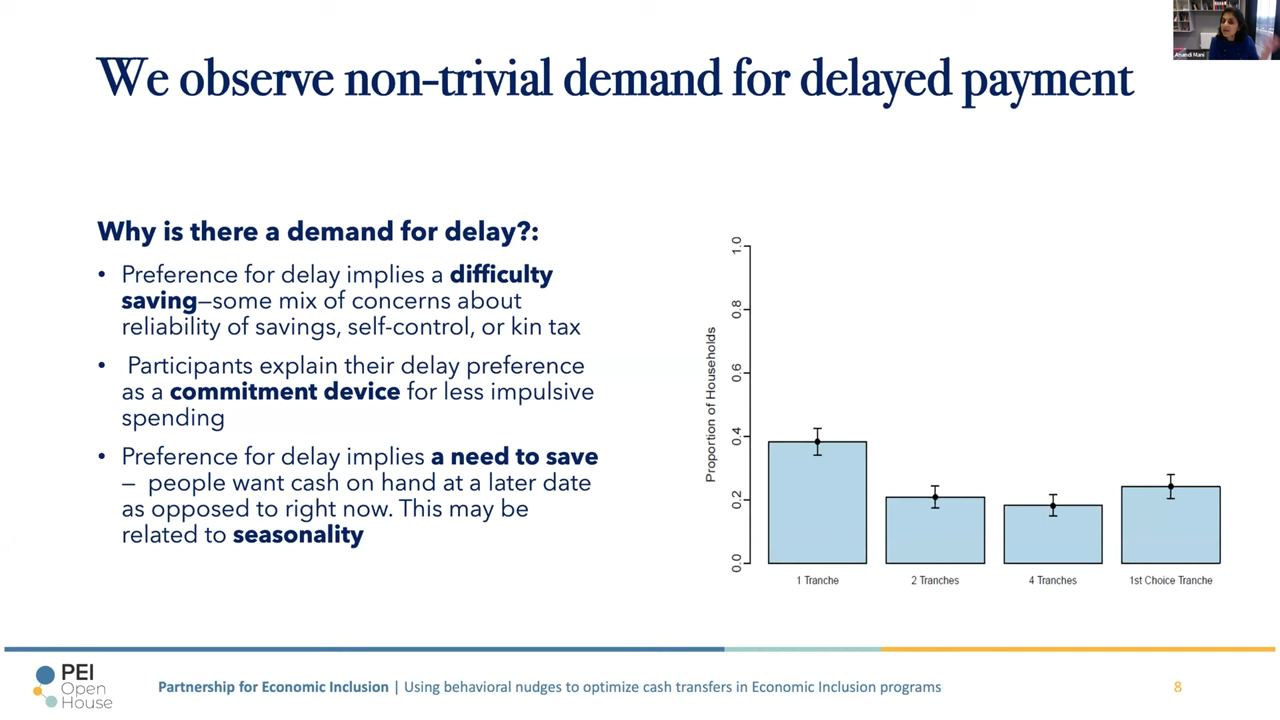 Anandi Mani
We observe non-trivial demand for delayed payment
Why is there a demand for delay?:
• Preference for delay implies a difficulty
saving—some mix of concerns about
reliability of savings, self-control, or kin tax
• Participants explain their delay preference
as a commitment device for less impulsive
spending
• Preference for delay implies a need to save
– people want cash on hand at a later date
as opposed to right now. This may be
related to seasonality
Proportion of Households
1.0
0.8
0.6
0.4
0.2
0.0
1 Tranche
2 Tranches
4 Tranches
1st Choice Tranche
PEI
Open
House
Partnership for Economic Inclusion | Using behavioral nudges to optimize cash transfers in Economic Inclusion programs
8